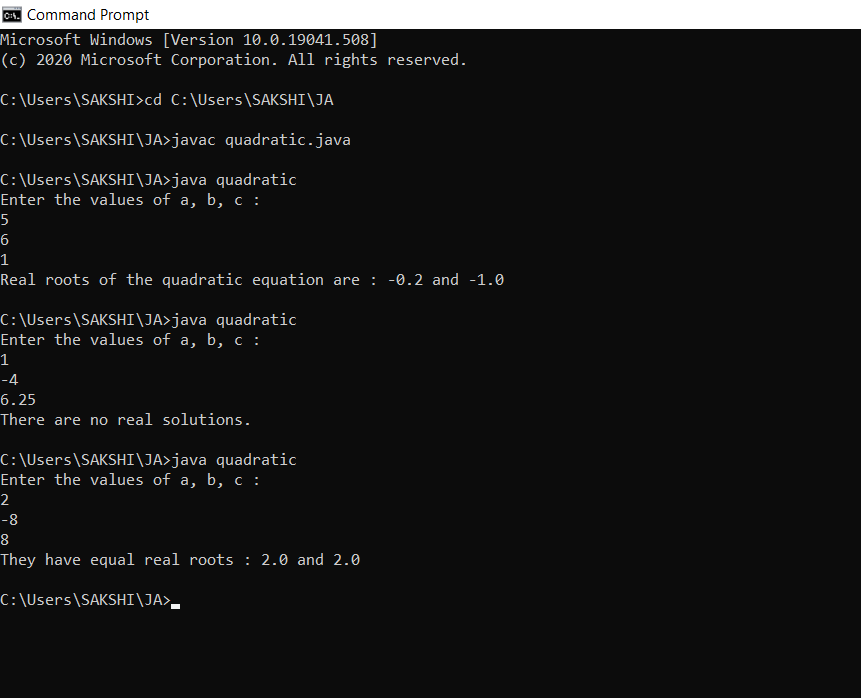 Command Prompt
Microsoft Windows [Version 10.0.19041.508]
(c) 2020 Microsoft Corporation. All rights reserved.
C:\Users\SAKSHI>cd C:\Users\SAKSHI\JA
C:\Users\SAKSHI\JA>javac quadratic.java
C:\Users\SAKSHI\JA>java quadratic
Enter the values of a, b, c :
5
6
1
Real roots of the quadratic equation are : -0.2 and -1.0
C:\Users\SAKSHI\JA>java quadratic
Enter the values of a, b, c :
1
-4
6.25
There are no real solutions.
C:\Users\SAKSHI\JA>java quadratic
Enter the values of a, b, c :
2
-8
8
They have equal real roots : 2.0 and 2.0
C:\Users\SAKSHI\JA>